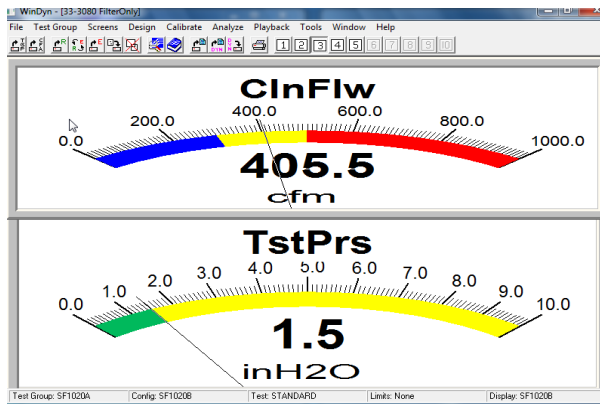 WinDyn - [33-3080 FilterOnly]
File Test Group Screens Design Calibrate Analyze Playback Tools Window Help
1 2 3 4 5 6 7 8 9 10
ClnFlw
0.0 200.0 400.0 600.0 800.0 1000.0
405.5
cfm
TstPrs
0.0 1.0 2.0 3.0 4.0 5.0 6.0 7.0 8.0 9.0 10.0
1.5
inH2O
Test Group: SF1020A Config: SF1020B Test: STANDARD Limits: None Display: SF1020B